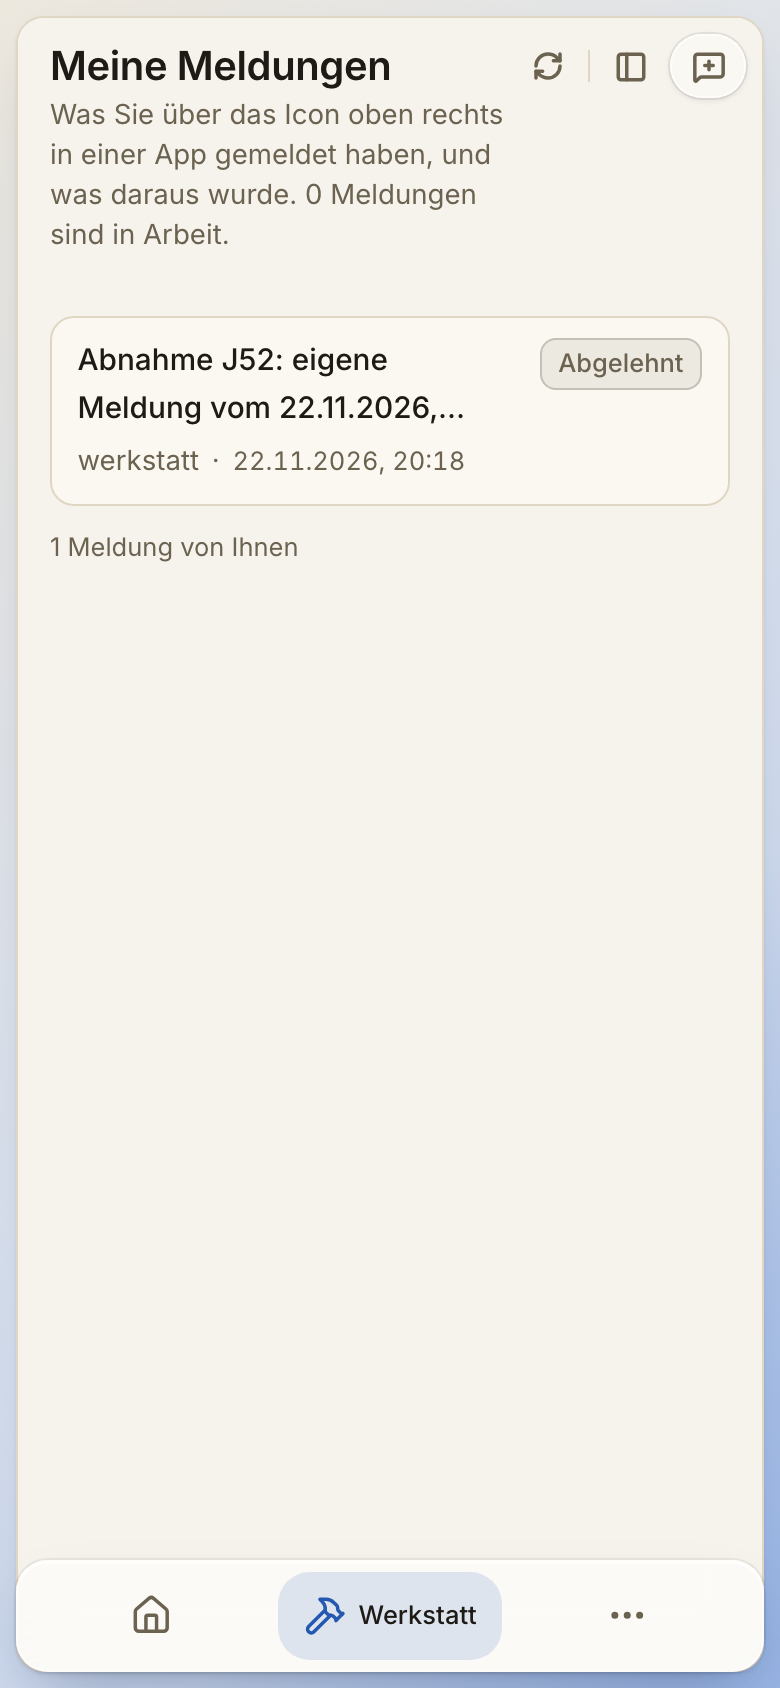 Meine Meldungen
Was Sie über das Icon oben rechts
in einer App gemeldet haben, und
was daraus wurde. 0 Meldungen
sind in Arbeit.
Abnahme J52: eigene
Meldung vom 22.11.2026,...
Abgelehnt
werkstatt · 22.11.2026, 20:18
1 Meldung von Ihnen
Werkstatt